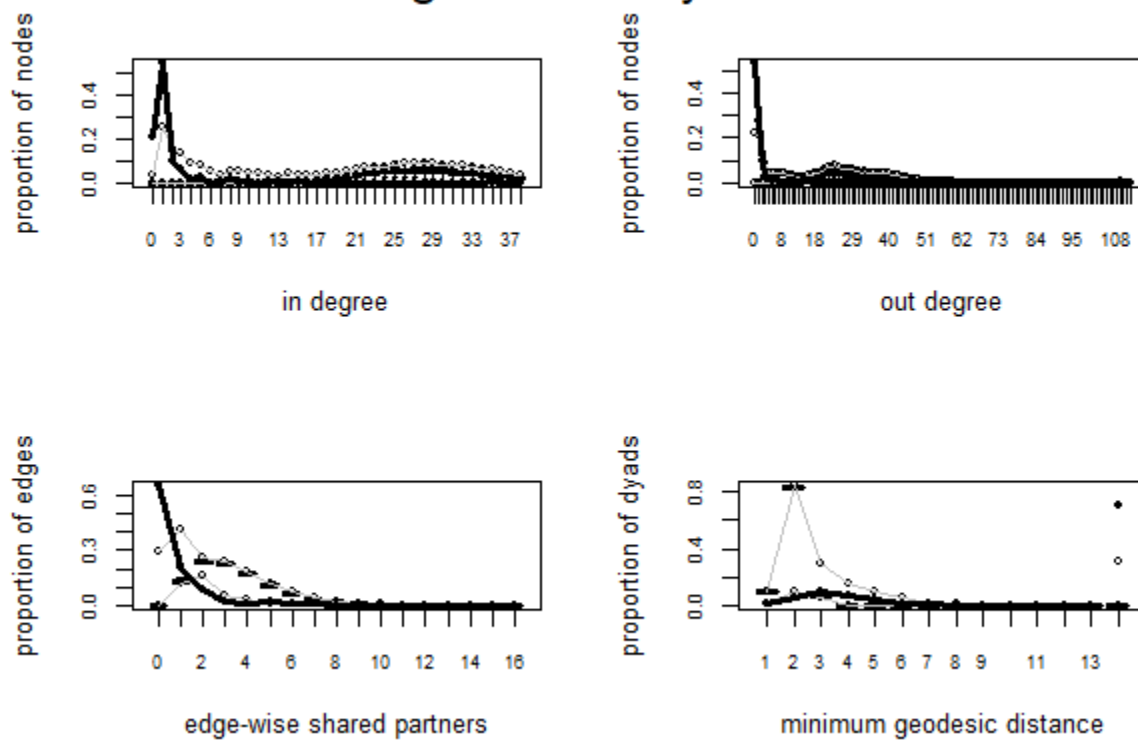 proportion of nodes
0.0 0.2 0.4
0 3 6 9 13 17 21 25 29 33 37
in degree
proportion of nodes
0.0 0.2 0.4
0 8 18 29 40 51 62 73 84 95 108
out degree
proportion of edges
0.0 0.3 0.6
0 2 4 6 8 10 12 14 16
edge-wise shared partners
proportion of dyads
0.0 0.4 0.8
1 2 3 4 5 6 7 8 9 11 13
minimum geodesic distance